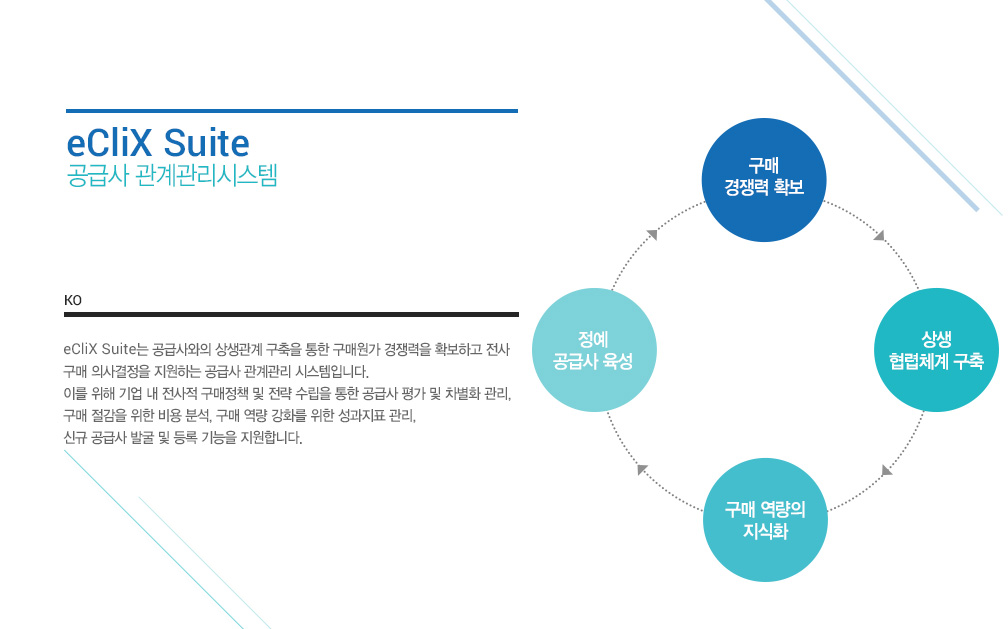 eCliX Suite
공급사 관계관리시스템
KO
eCliX Suite는 공급사와의 상생관계 구축을 통한 구매원가 경쟁력을 확보하고 전사
구매 의사결정을 지원하는 공급사 관계관리 시스템입니다.
이를 위해 기업 내 전사적 구매정책 및 전략 수립을 통한 공급사 평가 및 차별화 관리,
구매 절감을 위한 비용 분석, 구매 역량 강화를 위한 성과지표 관리,
신규 공급사 발굴 및 등록 기능을 지원합니다.
구매
경쟁력 확보
상생
협렵체계 구축
구매 역량의
지식화
정예
공급사 육성